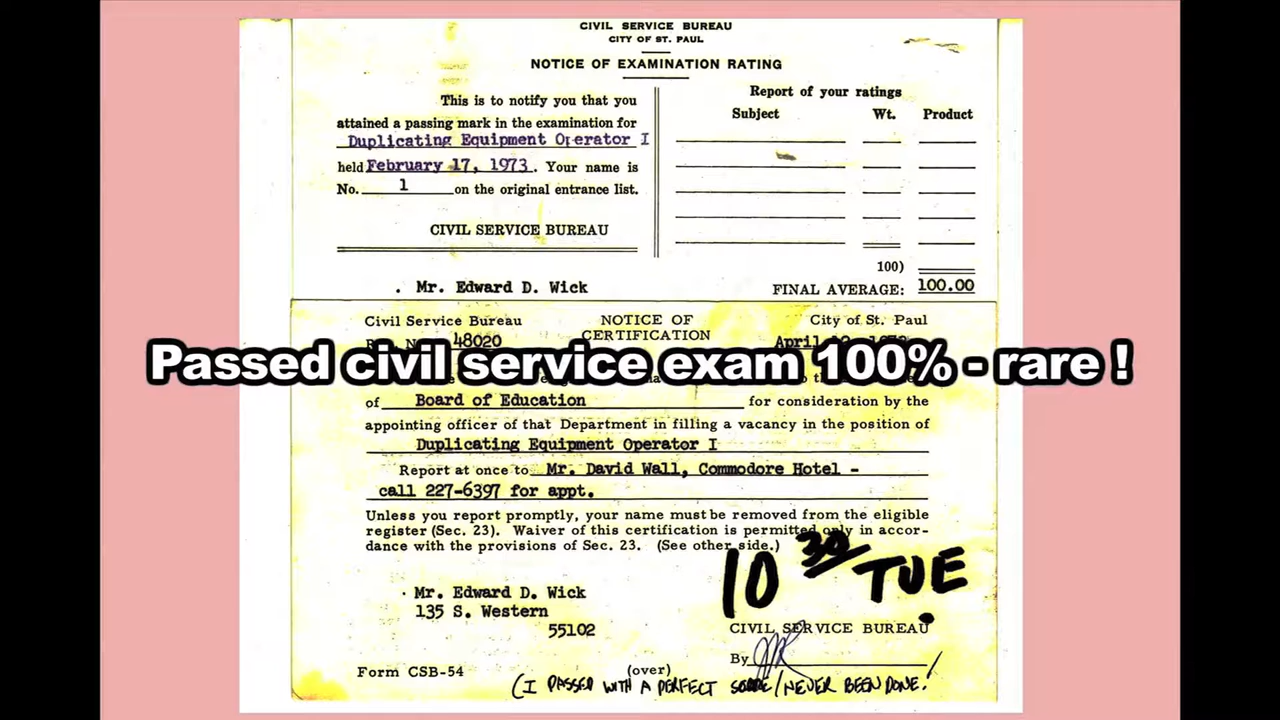 CIVIL SERVICE BUREAU
CITY OF ST. PAUL
NOTICE OF EXAMINATION RATING
This is to notify you that you
attained a passing mark in the examination for
Duplicating Equipment Operator I
held February 17, 1973. Your name is
No. 1 on the original entrance list.
CIVIL SERVICE BUREAU
Mr. Edward D. Wick
Report of your ratings
Subject Wt. Product
100)
FINAL AVERAGE: 100.00
Civil Service Bureau NOTICE OF City of St. Paul
CERTIFICATION
48020 April
Passed civil service exam 100% - rare !
of Board of Education for consideration by the
appointing officer of that Department in filling a vacancy in the position of
Duplicating Equipment Operator I
Report at once to Mr. David Wall, Commodore Hotel -
call 227-6397 for appt.
Unless you report promptly, your name must be removed from the eligible
register (Sec. 23). Waiver of this certification is permitted only in accor-
dance with the provisions of Sec. 23. (See other side.)
10 30 TUE
Mr. Edward D. Wick
135 S. Western
55102
CIVIL SERVICE BUREAU
By
Form CSB-54 (over)
(I PASSED WITH A PERFECT SCORE / NEVER BEEN DONE!